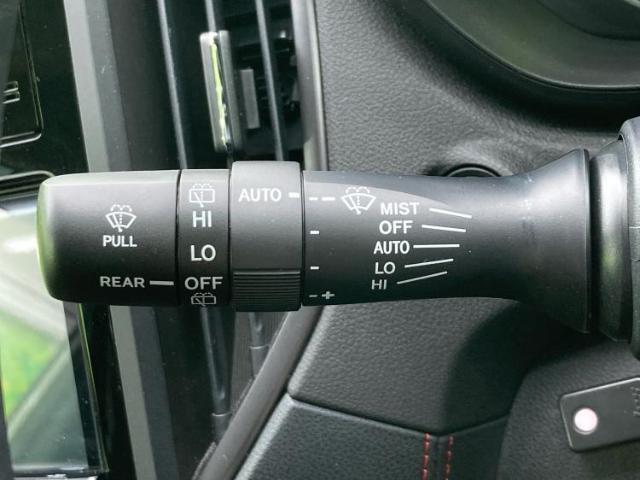 PULL
REAR
HI
LO
OFF
AUTO
- -
-
-
- +
MIST
OFF
AUTO
LO
HI